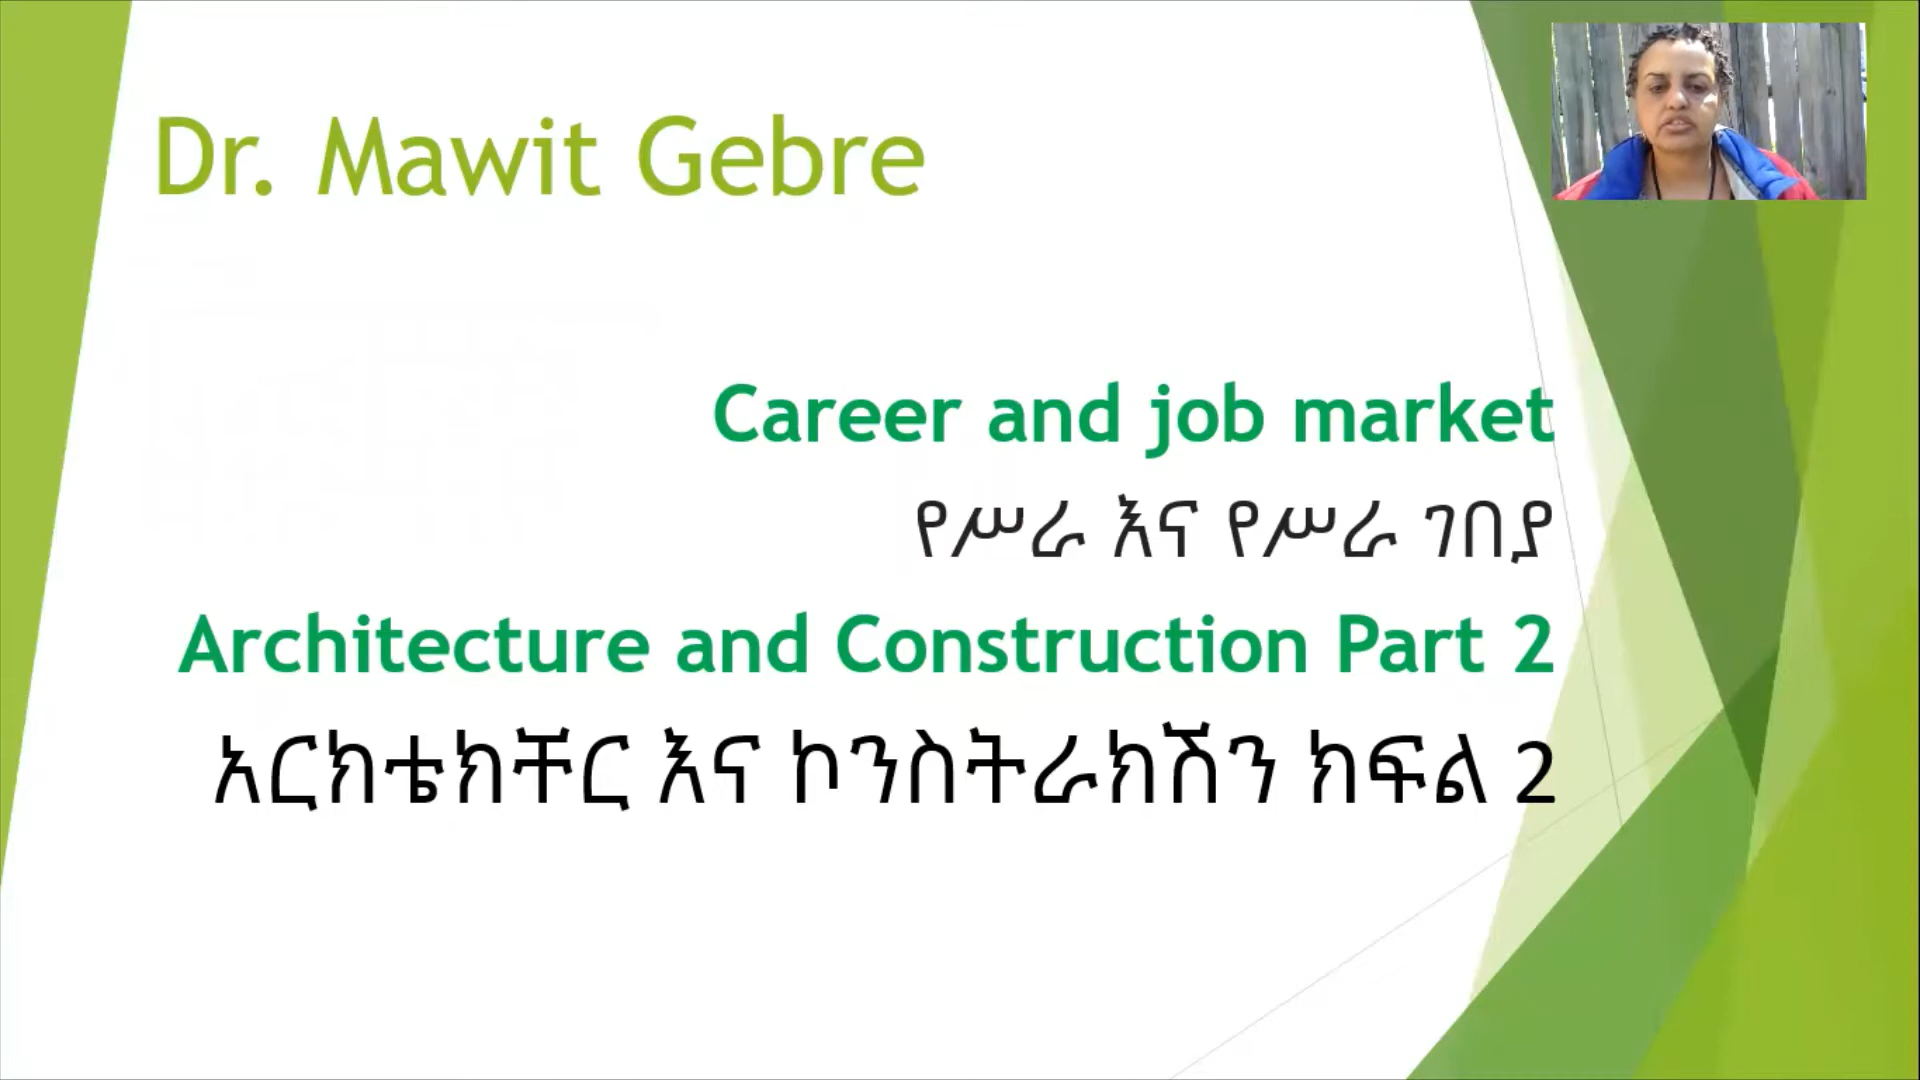 Dr. Mawit Gebre
Career and job market
የሥራ እና የሥራ ገበያ
Architecture and Construction Part 2
አርክቴክቸር እና ኮንስትራክሽን ክፍል 2